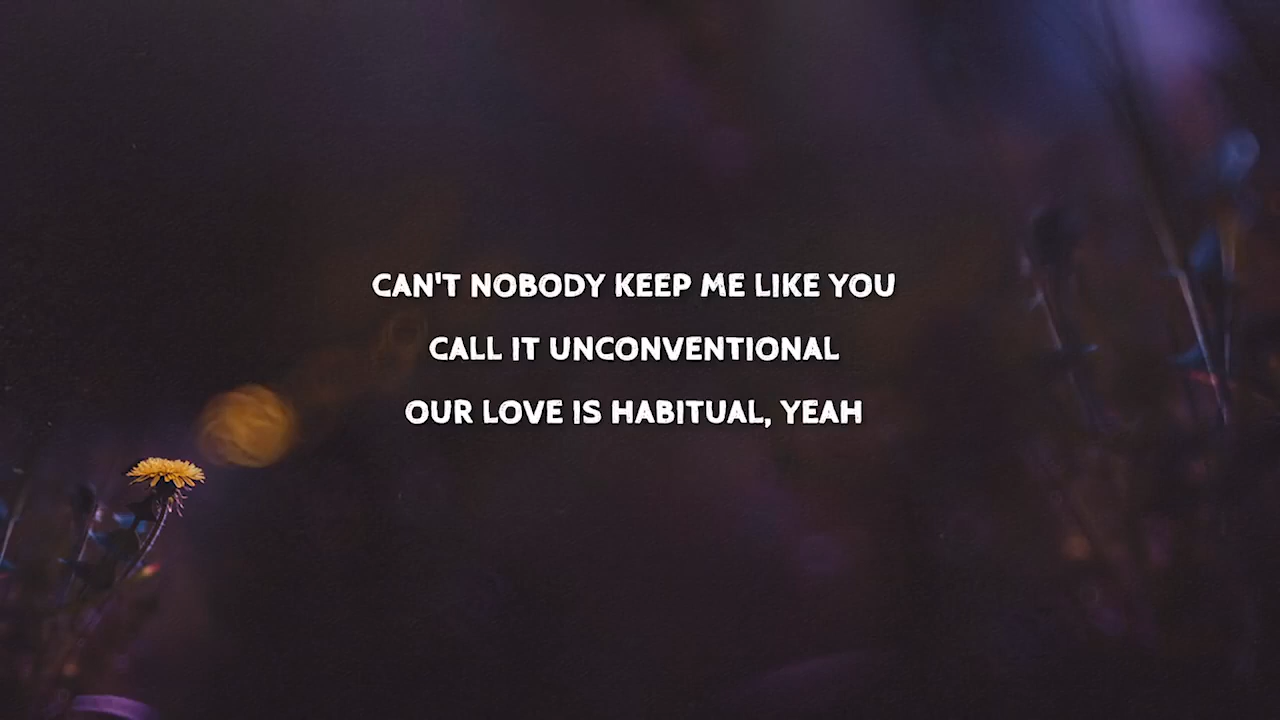 CAN'T NOBODY KEEP ME LIKE YOU
CALL IT UNCONVENTIONAL
OUR LOVE IS HABITUAL, YEAH